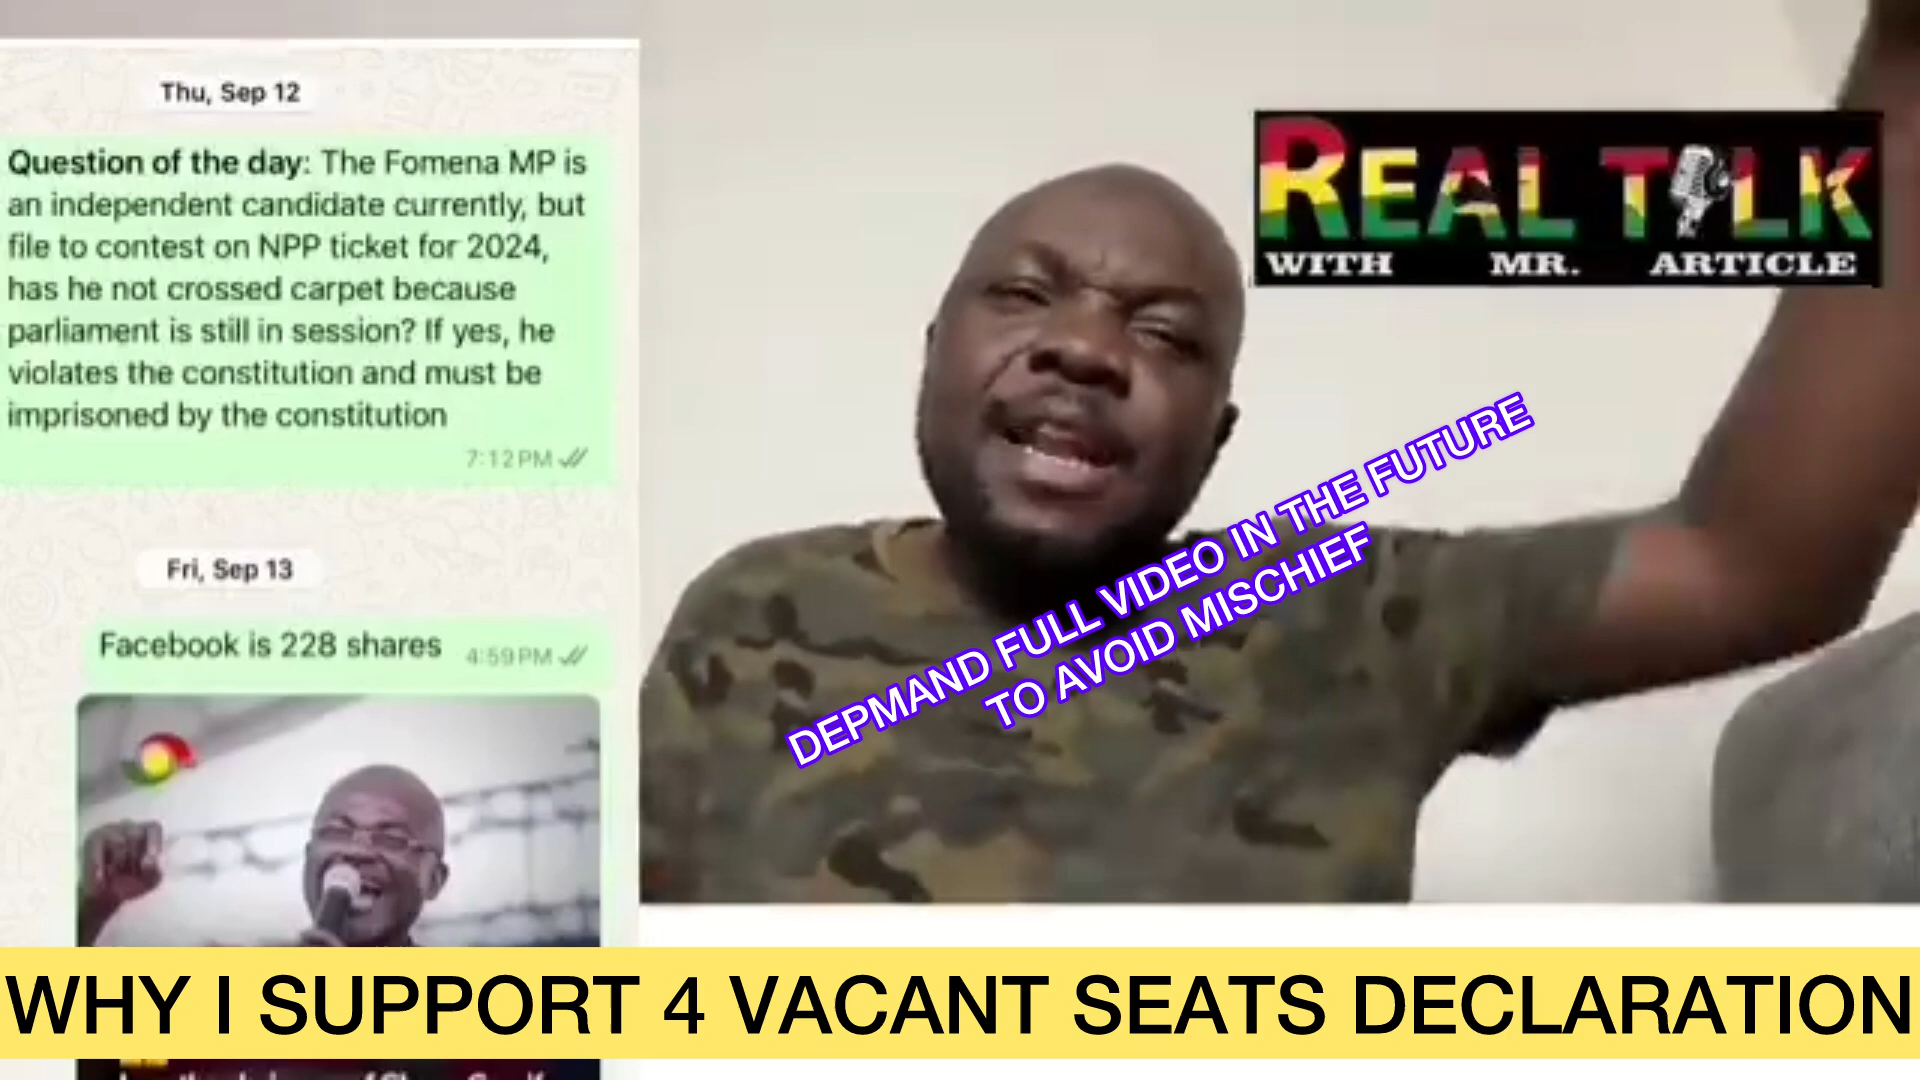 Thu, Sep 12
Question of the day: The Fomena MP is
an independent candidate currently, but
file to contest on NPP ticket for 2024,
has he not crossed carpet because
parliament is still in session? If yes, he
violates the constitution and must be
imprisoned by the constitution
7:12 PM
Fri, Sep 13
Facebook is 228 shares
4:59 PM
REAL TALK
WITH MR. ARTICLE
DEPMAND FULL VIDEO IN THE FUTURE
TO AVOID MISCHIEF
WHY I SUPPORT 4 VACANT SEATS DECLARATION